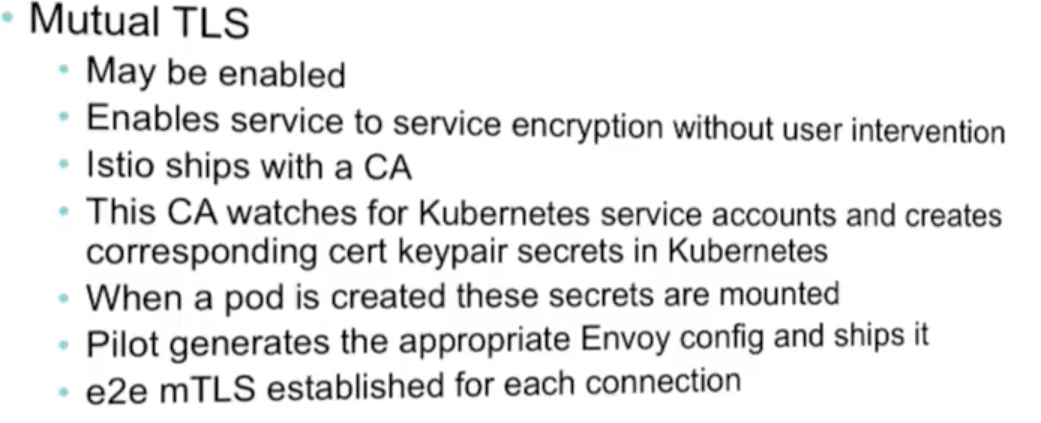 Mutual TLS
May be enabled
Enables service to service encryption without user intervention
Istio ships with a CA
This CA watches for Kubernetes service accounts and creates
corresponding cert keypair secrets in Kubernetes
When a pod is created these secrets are mounted
Pilot generates the appropriate Envoy config and ships it
e2e mTLS established for each connection